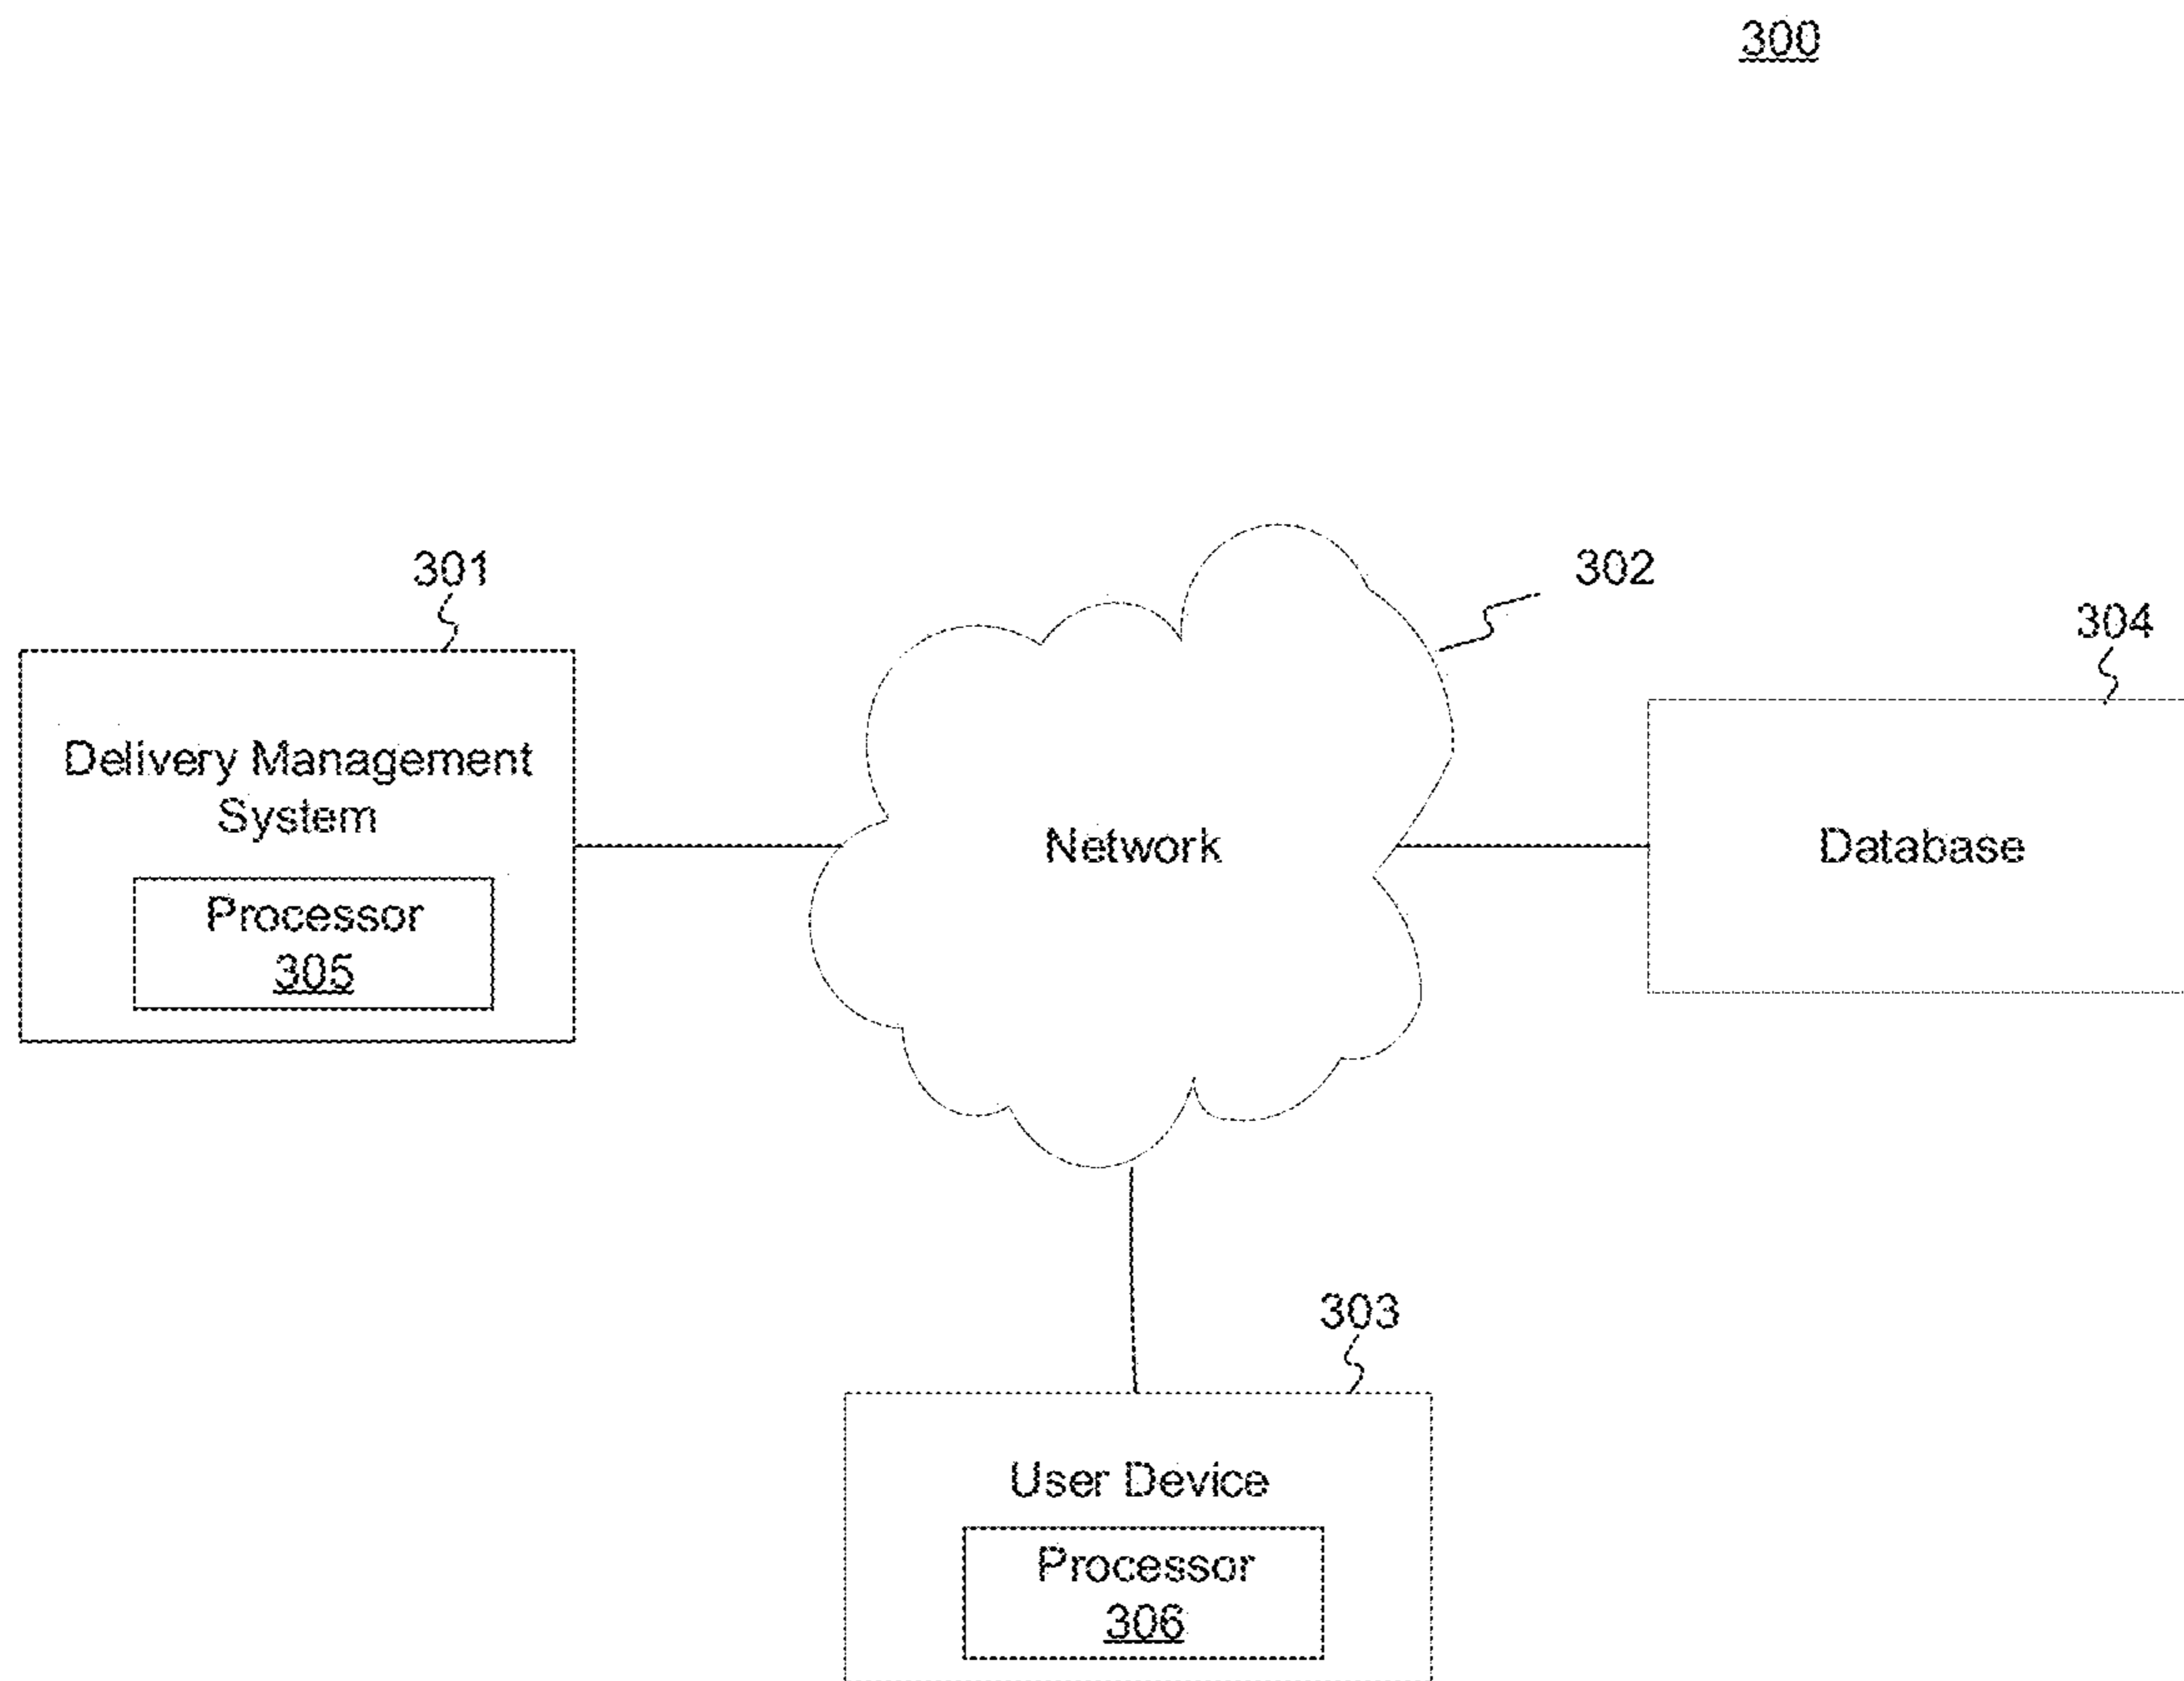 300
301
302
304
Delivery Management
System
Processor
305
Network
Database
303
User Device
Processor
306